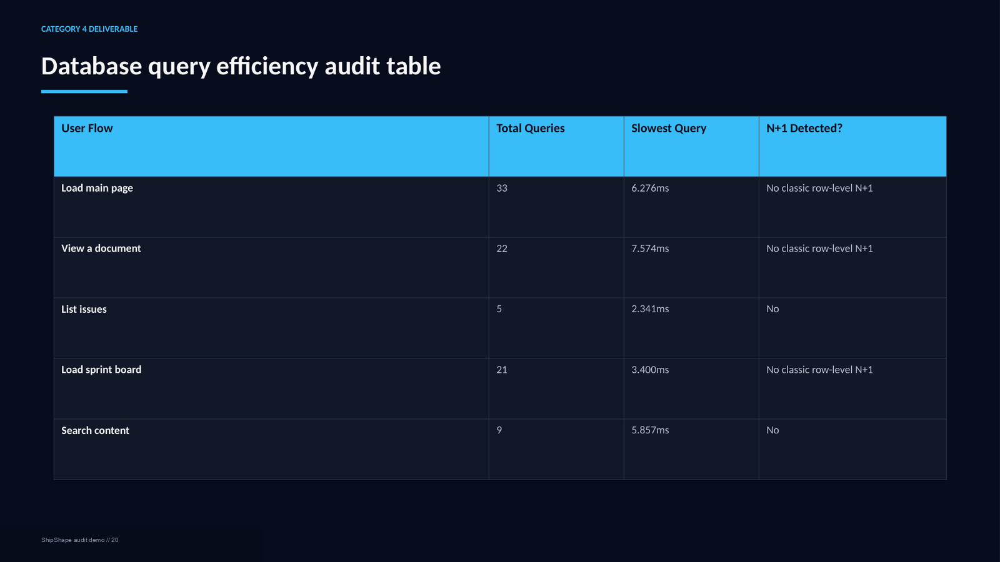 CATEGORY 4 DELIVERABLE
Database query efficiency audit table
User Flow Total Queries Slowest Query N+1 Detected?
Load main page 33 6.276ms No classic row-level N+1
View a document 22 7.574ms No classic row-level N+1
List issues 5 2.341ms No
Load sprint board 21 3.400ms No classic row-level N+1
Search content 9 5.857ms No
ShipShape audit demo // 20